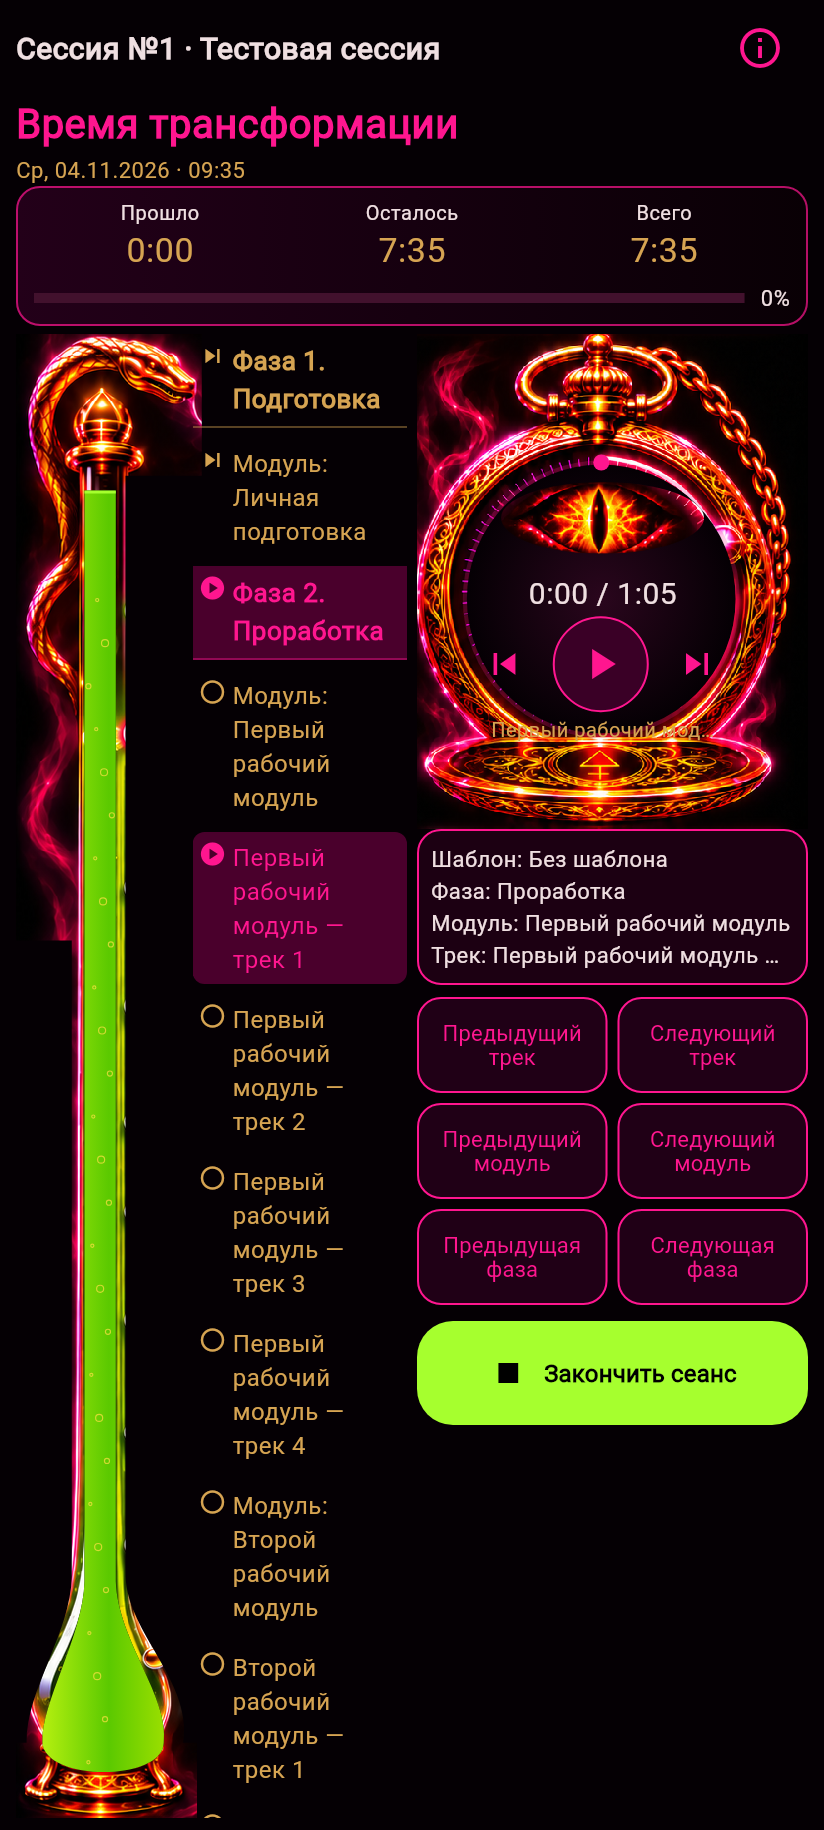 Сессия №1 · Тестовая сессия
Время трансформации
Ср, 04.11.2026 · 09:35
Прошло
Осталось
Всего
0:00
7:35
7:35
0%
Фаза 1.
Подготовка
Модуль:
Личная
подготовка
Фаза 2.
Проработка
Модуль:
Первый
рабочий
модуль
Первый
рабочий
модуль —
трек 1
Первый
рабочий
модуль —
трек 2
Первый
рабочий
модуль —
трек 3
Первый
рабочий
модуль —
трек 4
Модуль:
Второй
рабочий
модуль
Второй
рабочий
модуль —
трек 1
0:00 / 1:05
Первый рабочий мод…
Шаблон: Без шаблона
Фаза: Проработка
Модуль: Первый рабочий модуль
Трек: Первый рабочий модуль …
Предыдущий
трек
Следующий
трек
Предыдущий
модуль
Следующий
модуль
Предыдущая
фаза
Следующая
фаза
Закончить сеанс